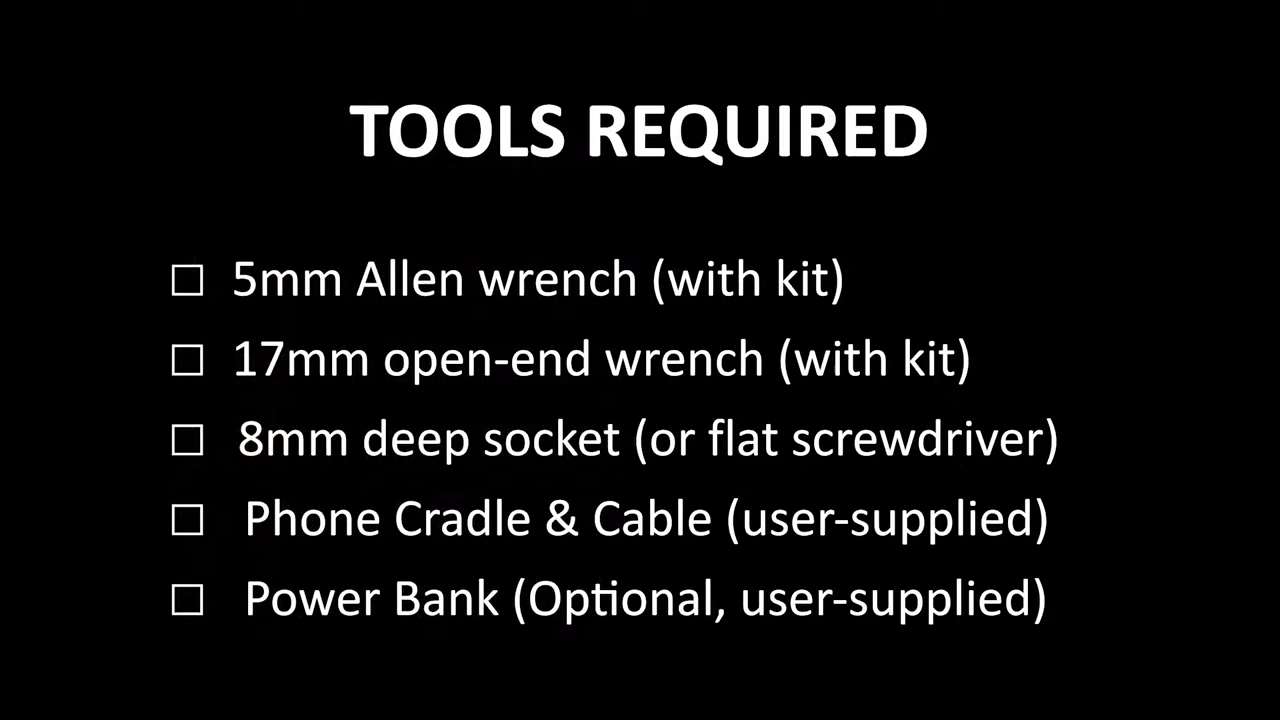 TOOLS REQUIRED
☐ 5mm Allen wrench (with kit)
☐ 17mm open-end wrench (with kit)
☐ 8mm deep socket (or flat screwdriver)
☐ Phone Cradle & Cable (user-supplied)
☐ Power Bank (Optional, user-supplied)